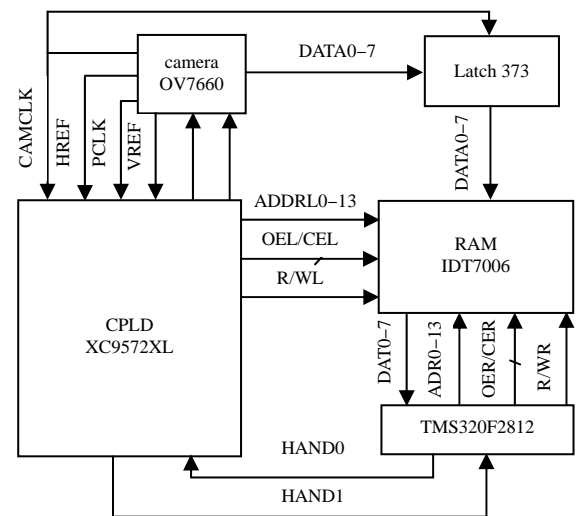 camera
OV7660
DATA0–7
Latch 373
CAMCLK
HREF
PCLK
VREF
DATA0–7
ADDRL0–13
OEL/CEL
R/WL
RAM
IDT7006
CPLD
XC9572XL
DAT0–7
ADR0–13
OER/CER
R/WR
TMS320F2812
HAND0
HAND1